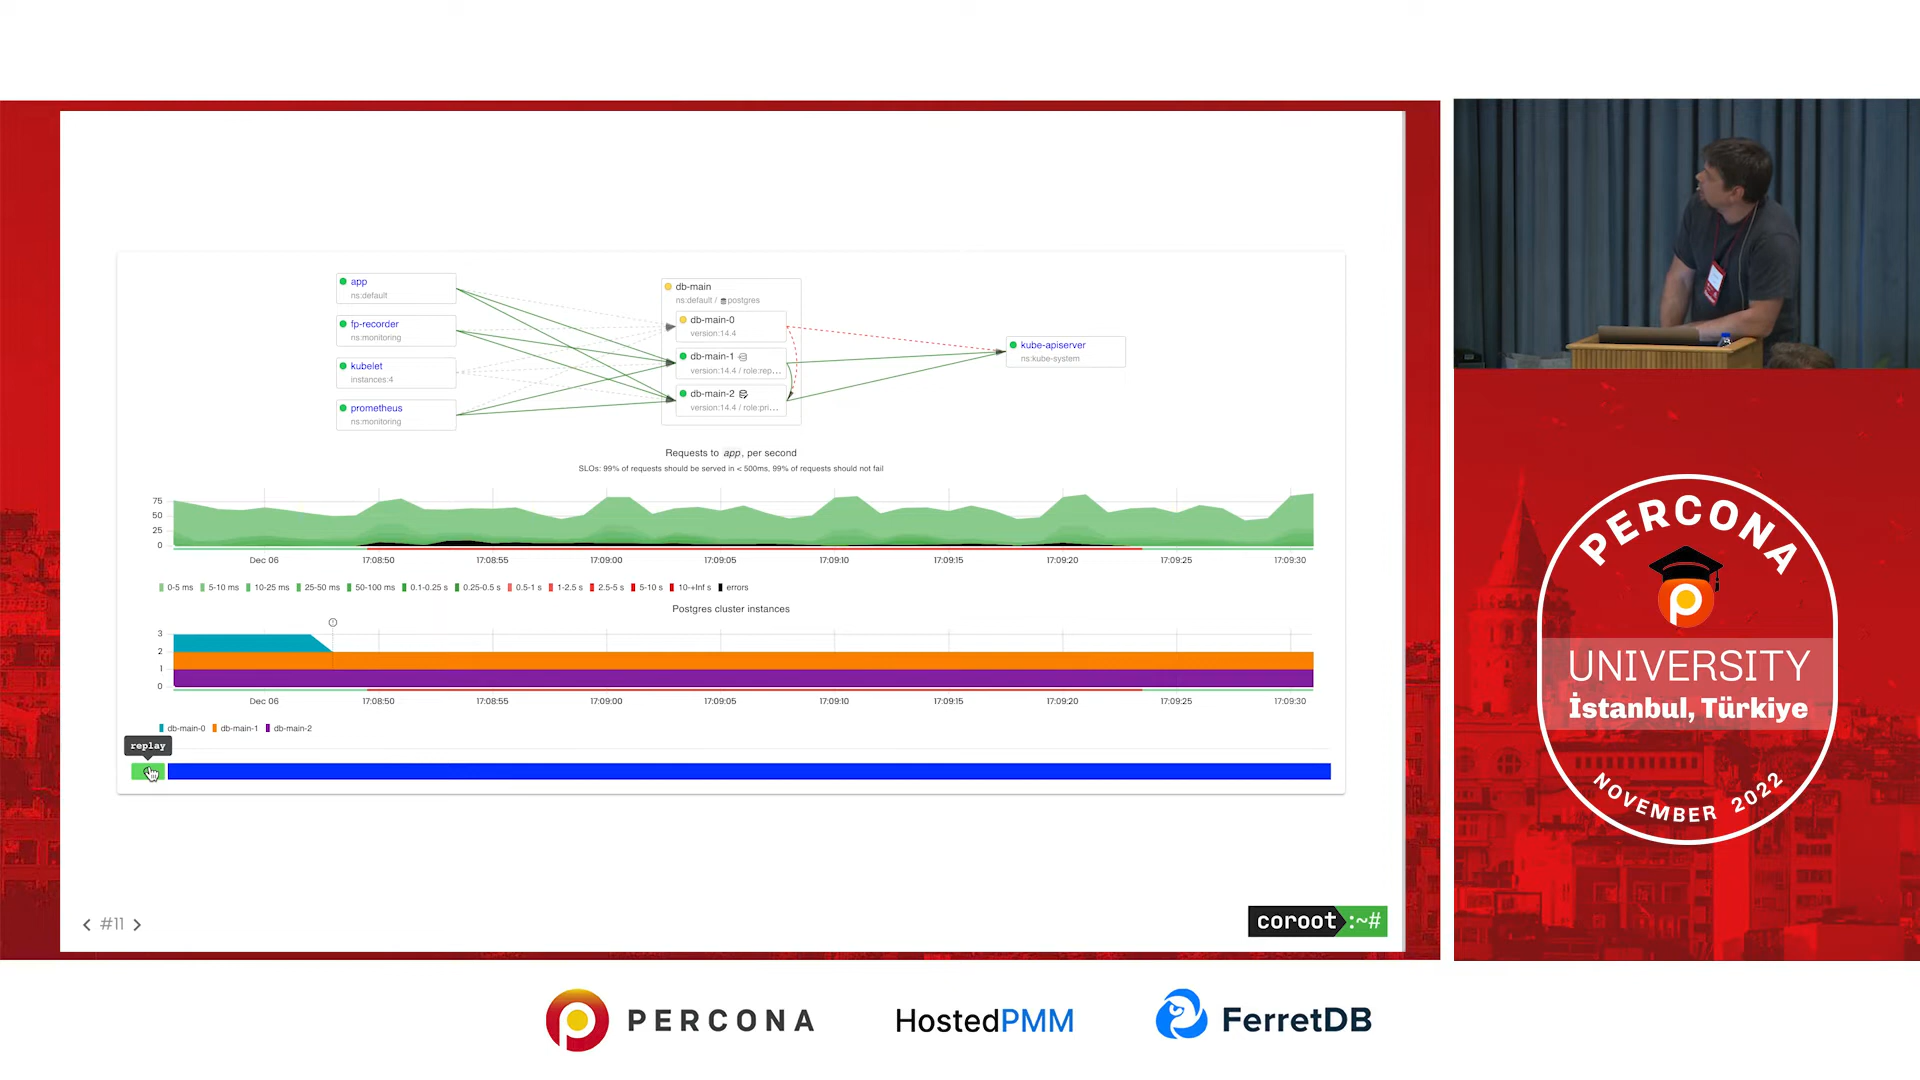 app
ns:default
fp-recorder
ns:monitoring
kubelet
instances:4
prometheus
ns:monitoring
db-main
ns:default / postgres
db-main-0
version:14.4
db-main-1
version:14.4 / role:rep...
db-main-2
version:14.4 / role:pri...
kube-apiserver
ns:kube-system
Requests to app, per second
SLOs: 99% of requests should be served in < 500ms, 99% of requests should not fail
75
50
25
0
Dec 06 17:08:50 17:08:55 17:09:00 17:09:05 17:09:10 17:09:15 17:09:20 17:09:25 17:09:30
0-5 ms 5-10 ms 10-25 ms 25-50 ms 50-100 ms 0.1-0.25 s 0.25-0.5 s 0.5-1 s 1-2.5 s 2.5-5 s 5-10 s 10-+Inf s errors
Postgres cluster instances
3
2
1
0
Dec 06 17:08:50 17:08:55 17:09:00 17:09:05 17:09:10 17:09:15 17:09:20 17:09:25 17:09:30
db-main-0 db-main-1 db-main-2
replay
< #11 >
coroot :~#
PERCONA
UNIVERSITY
İstanbul, Türkiye
NOVEMBER 2022
PERCONA
HostedPMM
FerretDB